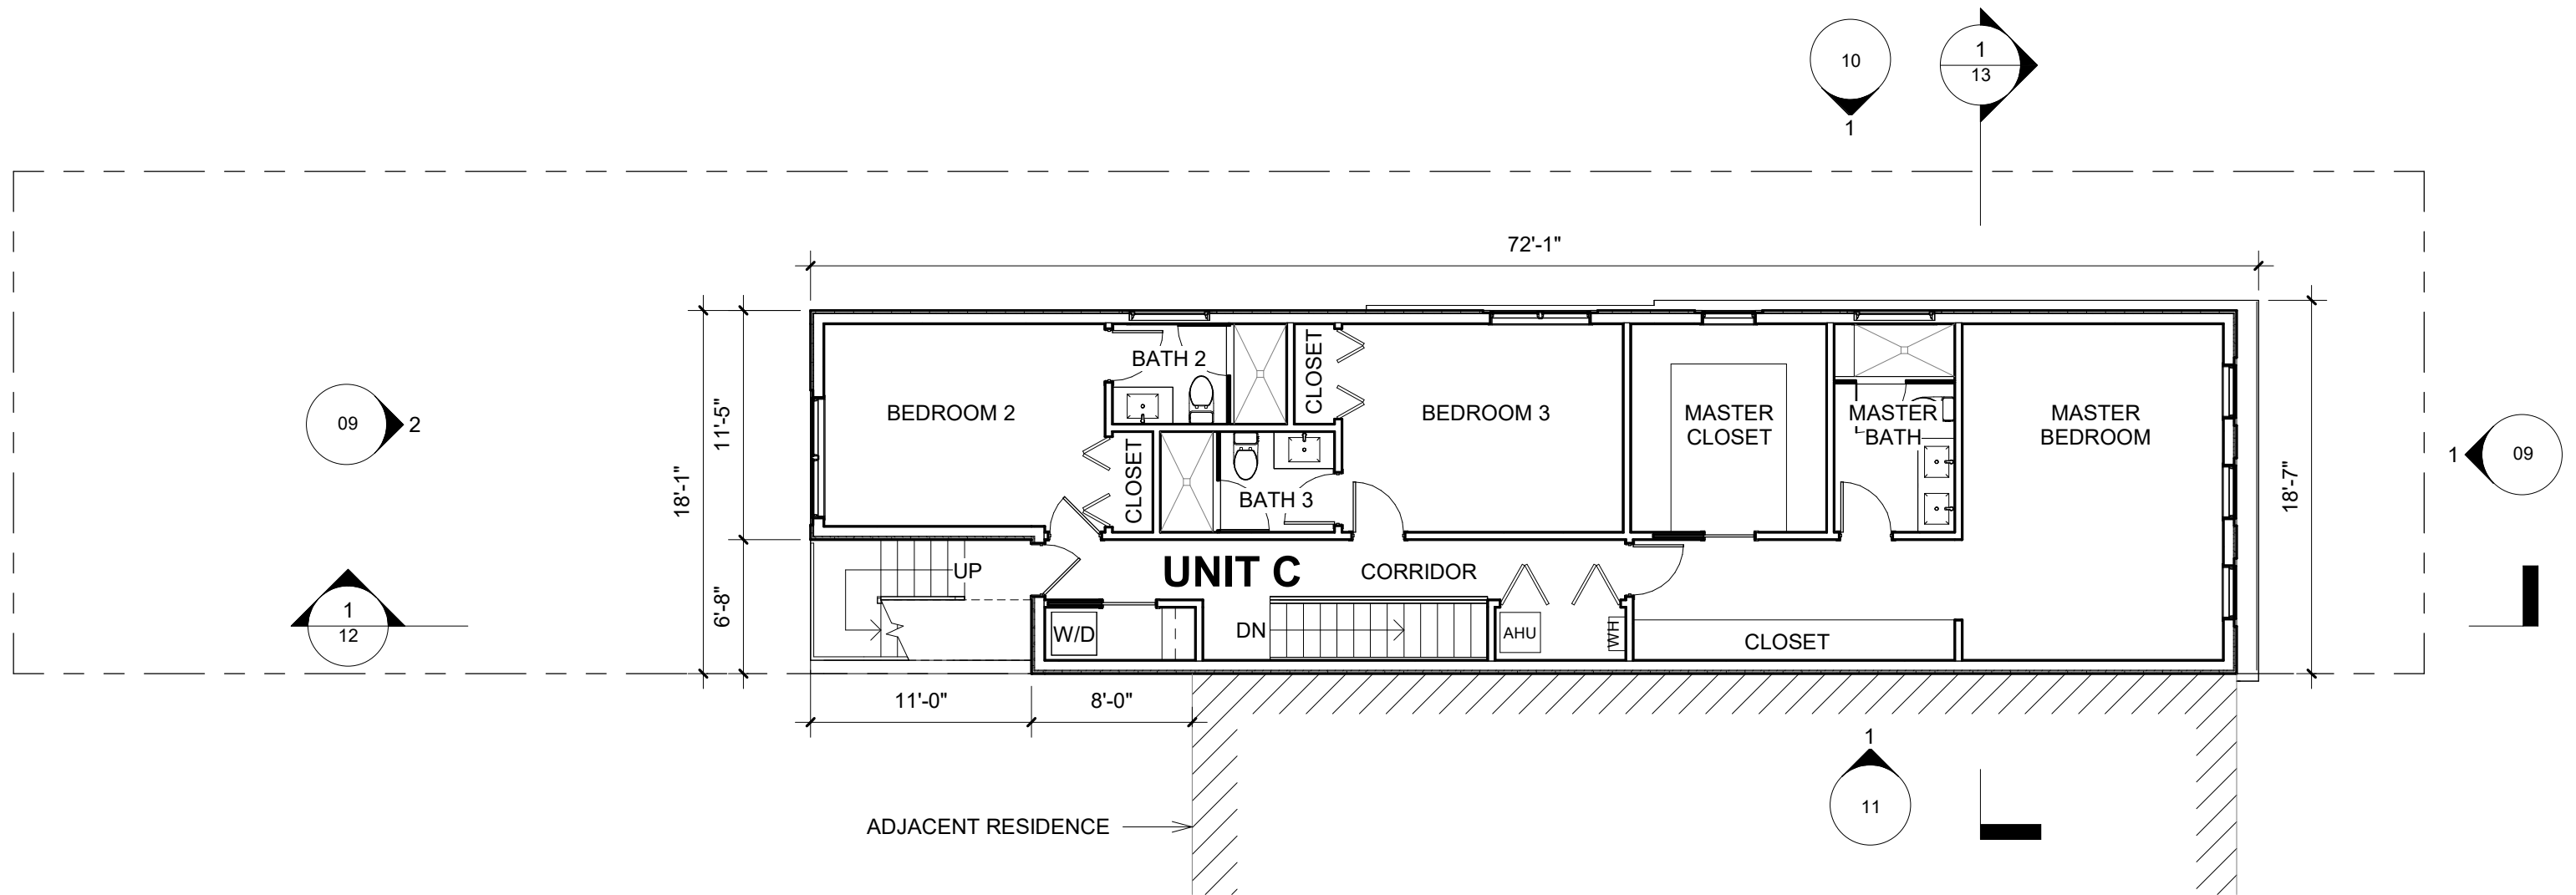 10
1
1
13
72'-1"
09
2
18'-1"
11'-5"
6'-8"
1
12
BEDROOM 2
BATH 2
CLOSET
CLOSET
BATH 3
BEDROOM 3
MASTER
CLOSET
MASTER
BATH
MASTER
BEDROOM
18'-7"
1
09
UP
UNIT C
CORRIDOR
W/D
DN
AHU
WH
CLOSET
11'-0"
8'-0"
1
11
ADJACENT RESIDENCE